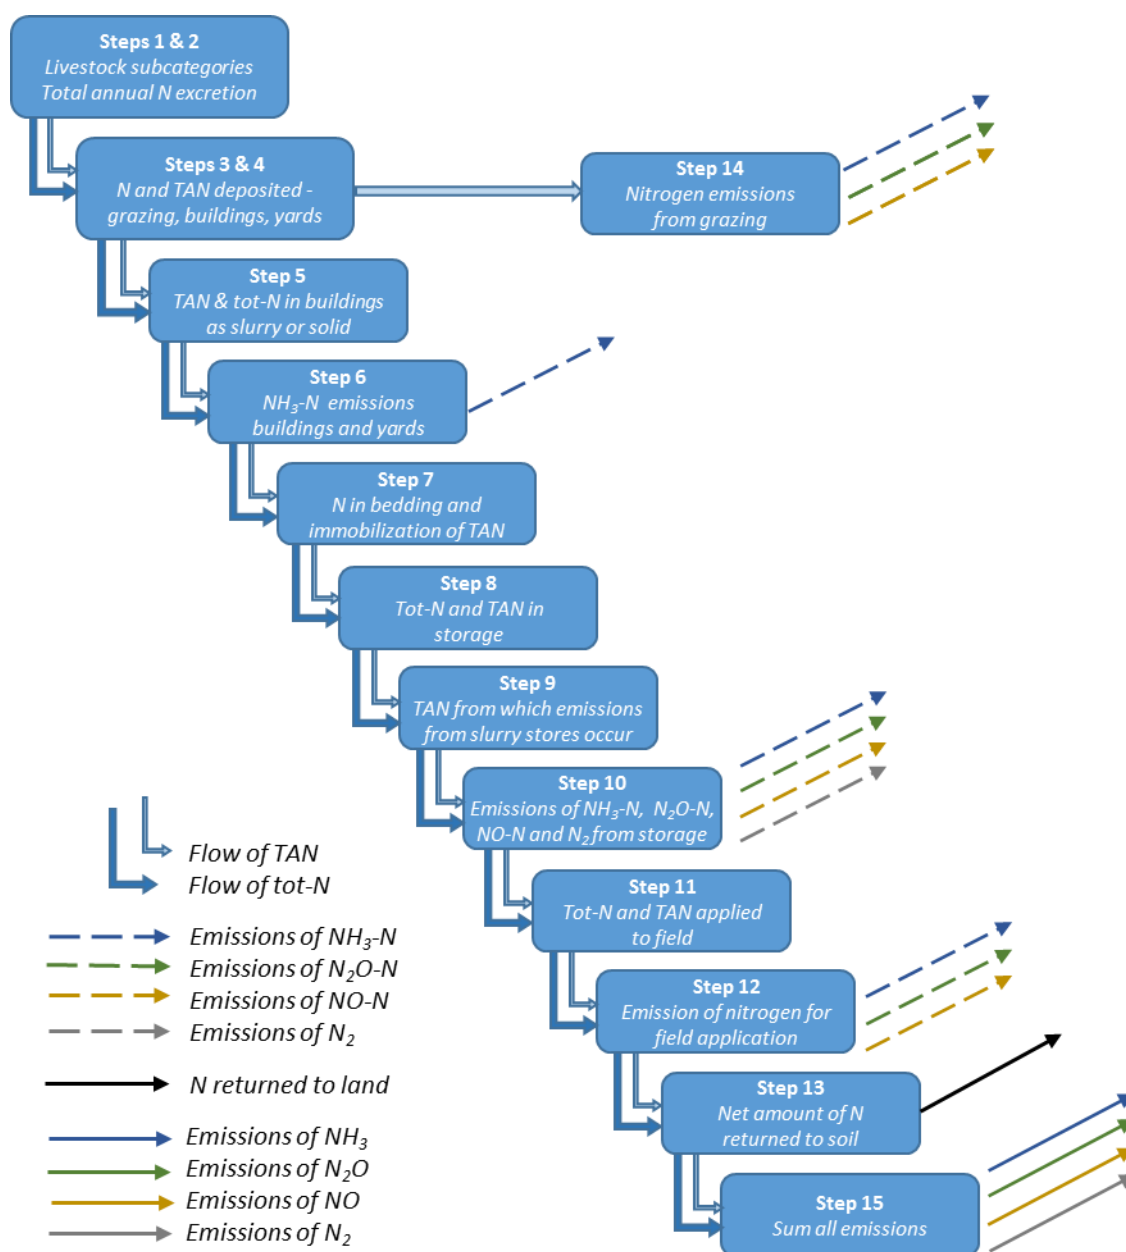 Steps 1 & 2
Livestock subcategories
Total annual N excretion
Steps 3 & 4
N and TAN deposited -
grazing, buildings, yards
Step 14
Nitrogen emissions
from grazing
Step 5
TAN & tot-N in buildings
as slurry or solid
Step 6
NH₃-N emissions
buildings and yards
Step 7
N in bedding and
immobilization of TAN
Step 8
Tot-N and TAN in
storage
Step 9
TAN from which emissions
from slurry stores occur
Step 10
Emissions of NH₃-N, N₂O-N,
NO-N and N₂ from storage
Step 11
Tot-N and TAN applied
to field
Step 12
Emission of nitrogen for
field application
Step 13
Net amount of N
returned to soil
Step 15
Sum all emissions
Flow of TAN
Flow of tot-N
Emissions of NH₃-N
Emissions of N₂O-N
Emissions of NO-N
Emissions of N₂
N returned to land
Emissions of NH₃
Emissions of N₂O
Emissions of NO
Emissions of N₂